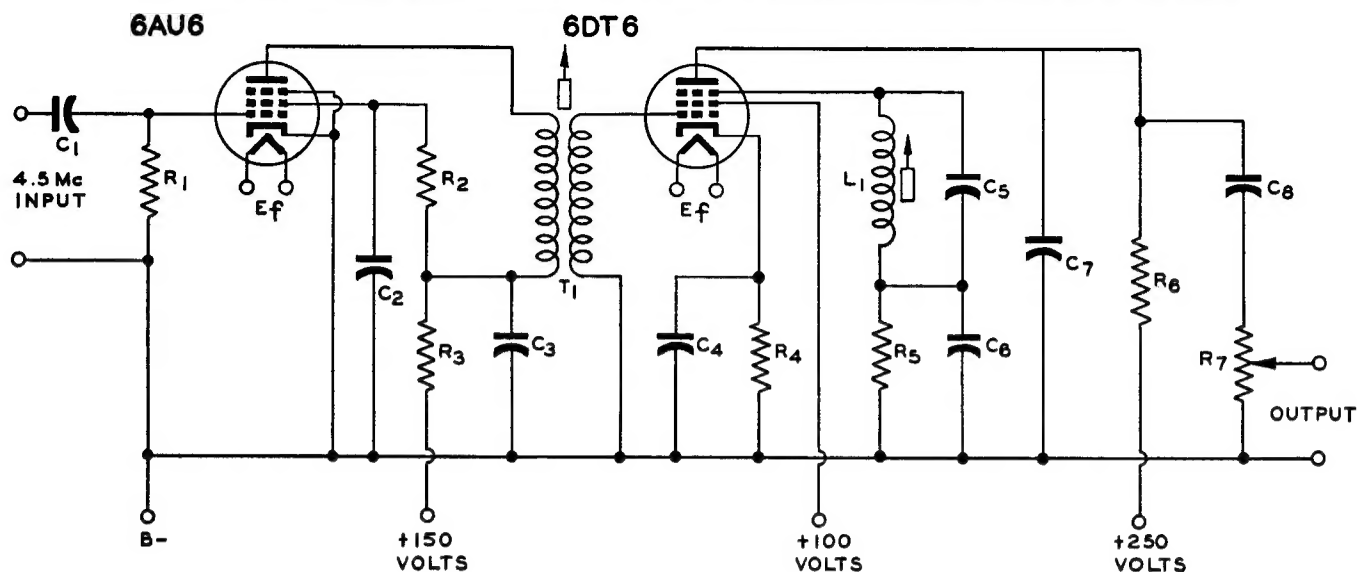 6AU6
6DT6
C1
4.5 Mc
INPUT
R1
Ef
R2
C2
R3
C3
T1
Ef
C4
R4
L1
C5
R5
C6
C7
R6
C8
R7
OUTPUT
B-
+150
VOLTS
+100
VOLTS
+250
VOLTS